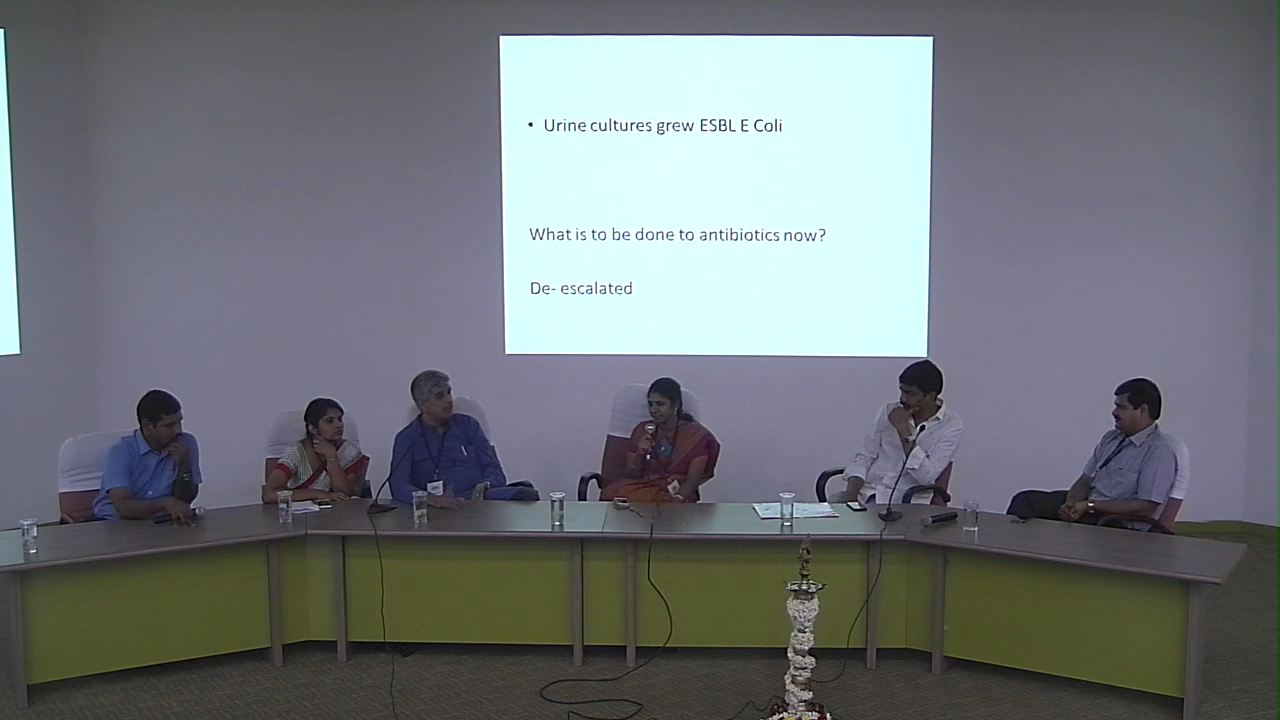 • Urine cultures grew ESBL E Coli
What is to be done to antibiotics now?
De- escalated